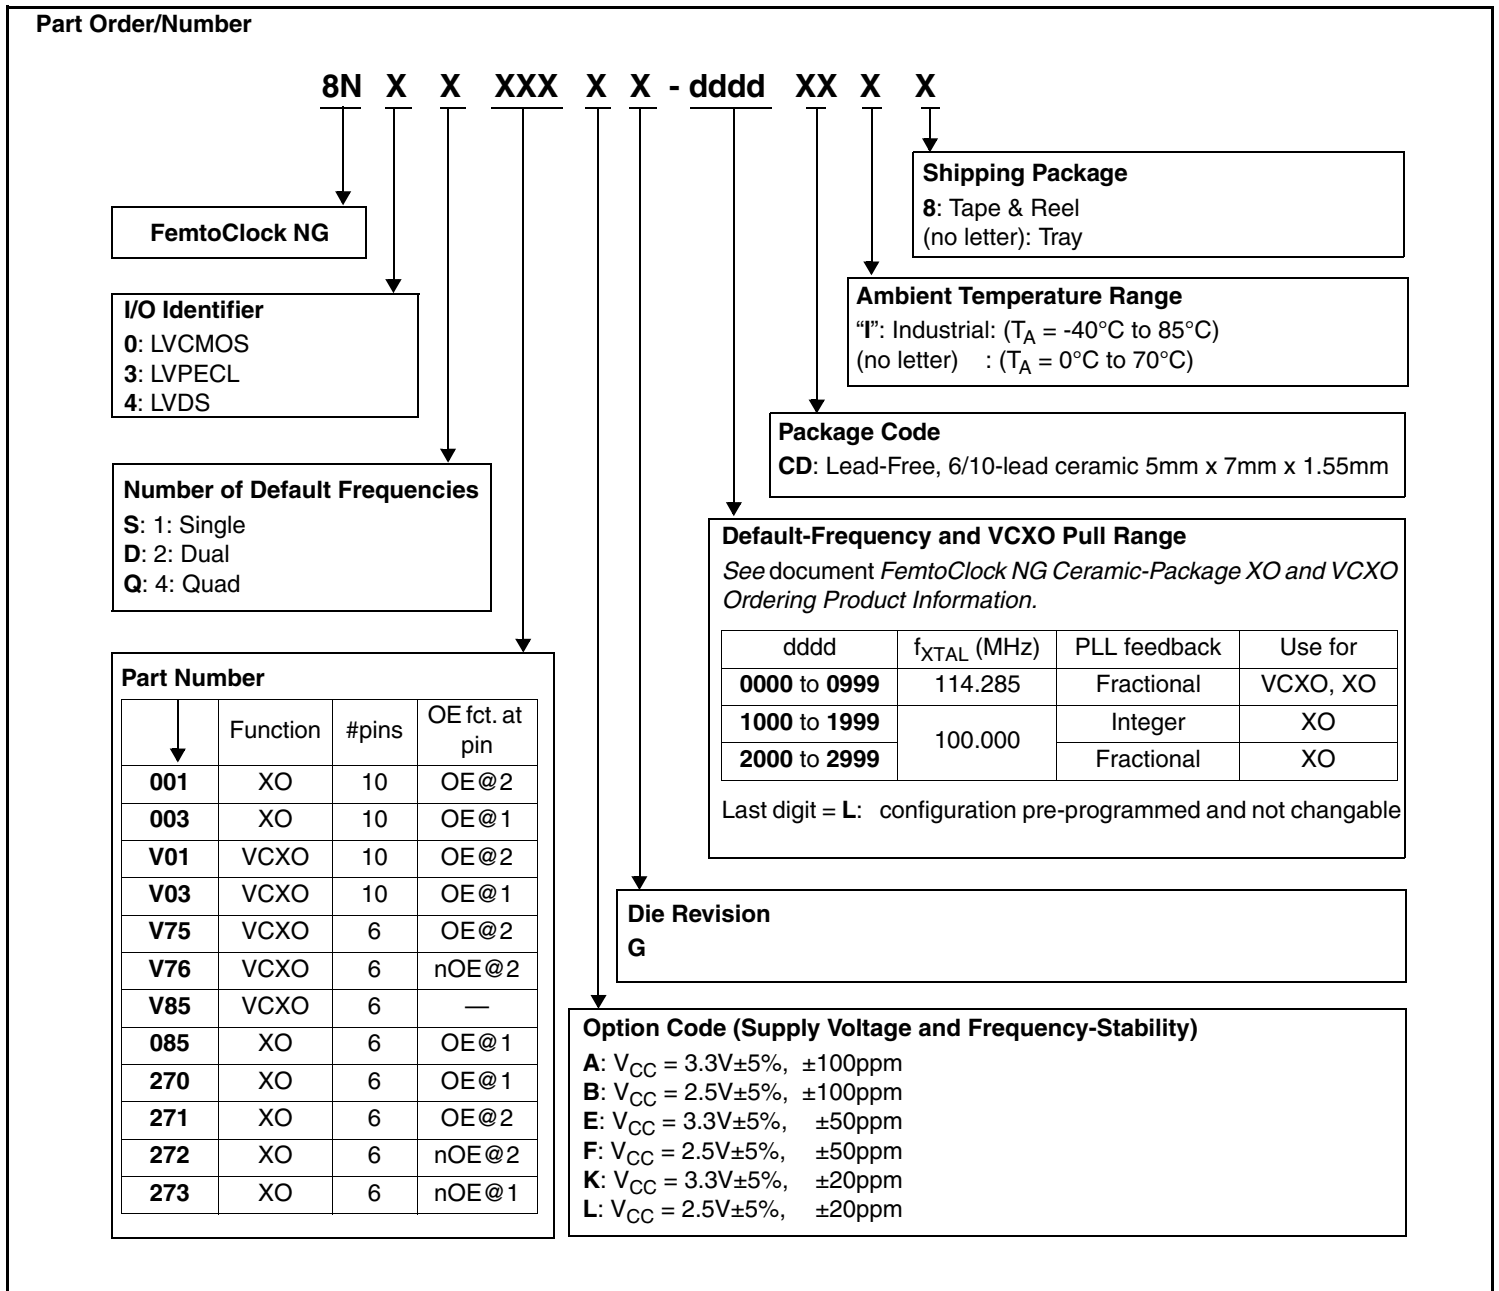 Part Order/Number
8N X X XXX X X - dddd XX X X
Shipping Package
8: Tape & Reel
(no letter): Tray
FemtoClock NG
Ambient Temperature Range
“I”: Industrial: (TA = -40°C to 85°C)
(no letter) : (TA = 0°C to 70°C)
I/O Identifier
0: LVCMOS
3: LVPECL
4: LVDS
Package Code
CD: Lead-Free, 6/10-lead ceramic 5mm x 7mm x 1.55mm
Number of Default Frequencies
S: 1: Single
D: 2: Dual
Q: 4: Quad
Default-Frequency and VCXO Pull Range
See document FemtoClock NG Ceramic-Package XO and VCXO
Ordering Product Information.
dddd fXTAL (MHz) PLL feedback Use for
0000 to 0999 114.285 Fractional VCXO, XO
1000 to 1999 100.000 Integer XO
2000 to 2999 Fractional XO
Last digit = L: configuration pre-programmed and not changable
Part Number
Function #pins OE fct. at
pin
001 XO 10 OE@2
003 XO 10 OE@1
V01 VCXO 10 OE@2
V03 VCXO 10 OE@1
V75 VCXO 6 OE@2
V76 VCXO 6 nOE@2
V85 VCXO 6 —
085 XO 6 OE@1
270 XO 6 OE@1
271 XO 6 OE@2
272 XO 6 nOE@2
273 XO 6 nOE@1
Die Revision
G
Option Code (Supply Voltage and Frequency-Stability)
A: VCC = 3.3V±5%, ±100ppm
B: VCC = 2.5V±5%, ±100ppm
E: VCC = 3.3V±5%, ±50ppm
F: VCC = 2.5V±5%, ±50ppm
K: VCC = 3.3V±5%, ±20ppm
L: VCC = 2.5V±5%, ±20ppm